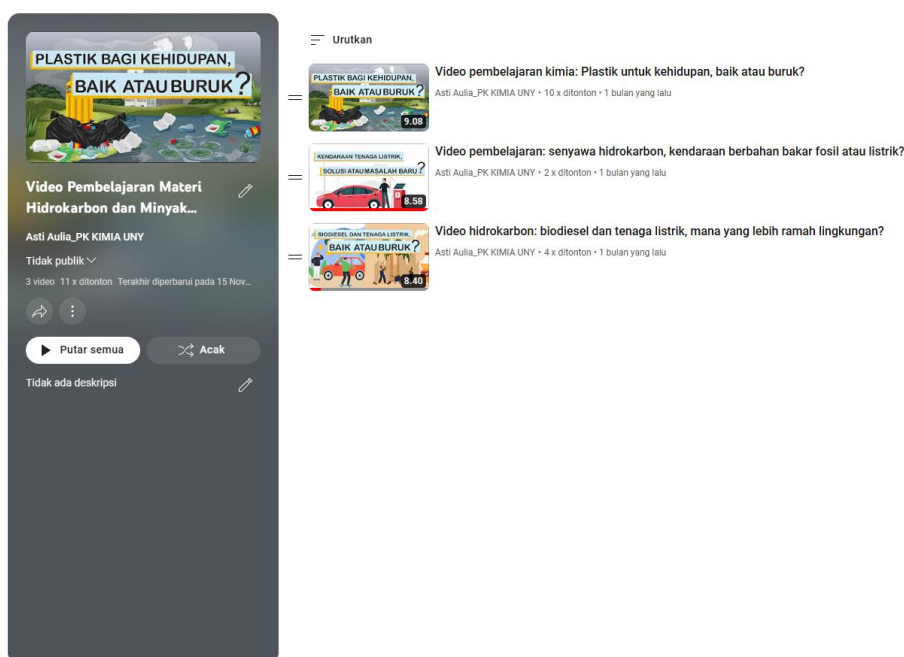 PLASTIK BAGI KEHIDUPAN,
BAIK ATAU BURUK?
Video Pembelajaran Materi
Hidrokarbon dan Minyak...
Asti Aulia_PK KIMIA UNY
Tidak publik
3 video 11 x ditonton Terakhir diperbarui pada 15 Nov...
Putar semua
Acak
Tidak ada deskripsi
Urutkan
PLASTIK BAGI KEHIDUPAN,
BAIK ATAU BURUK?
9.08
Video pembelajaran kimia: Plastik untuk kehidupan, baik atau buruk?
Asti Aulia_PK KIMIA UNY • 10 x ditonton • 1 bulan yang lalu
KENDARAAN TENAGA LISTRIK,
SOLUSI ATAU MASALAH BARU?
8.58
Video pembelajaran: senyawa hidrokarbon, kendaraan berbahan bakar fosil atau listrik?
Asti Aulia_PK KIMIA UNY • 2 x ditonton • 1 bulan yang lalu
BIODIESEL DAN TENAGA LISTRIK,
BAIK ATAU BURUK?
8.40
Video hidrokarbon: biodiesel dan tenaga listrik, mana yang lebih ramah lingkungan?
Asti Aulia_PK KIMIA UNY • 4 x ditonton • 1 bulan yang lalu